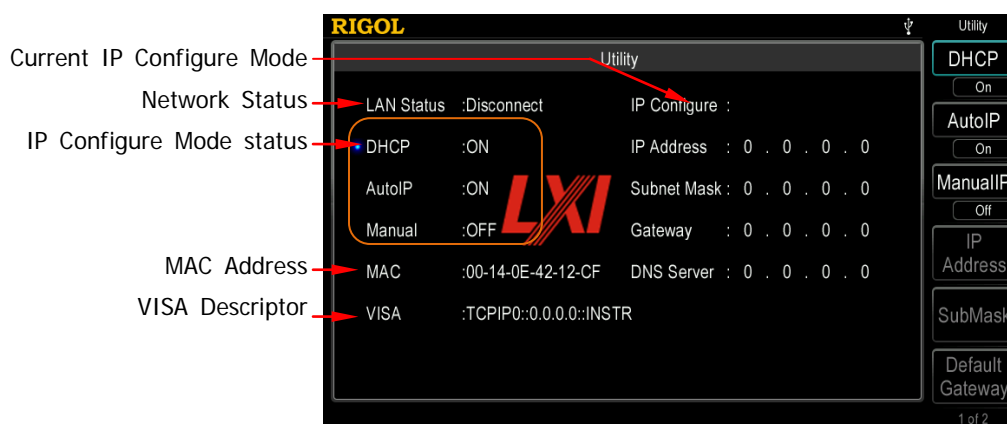 RIGOL
Utility
Current IP Configure Mode
Utility
DHCP
On
Network Status
LAN Status :Disconnect
IP Configure :
IP Configure Mode status
DHCP :ON
IP Address : 0 . 0 . 0 . 0
AutoIP
On
AutoIP :ON
LXI
Subnet Mask : 0 . 0 . 0 . 0
ManualIP
Off
Manual :OFF
Gateway : 0 . 0 . 0 . 0
IP
Address
MAC Address
MAC :00-14-0E-42-12-CF
DNS Server : 0 . 0 . 0 . 0
VISA Descriptor
VISA :TCPIP0::0.0.0.0::INSTR
SubMask
Default
Gateway
1 of 2